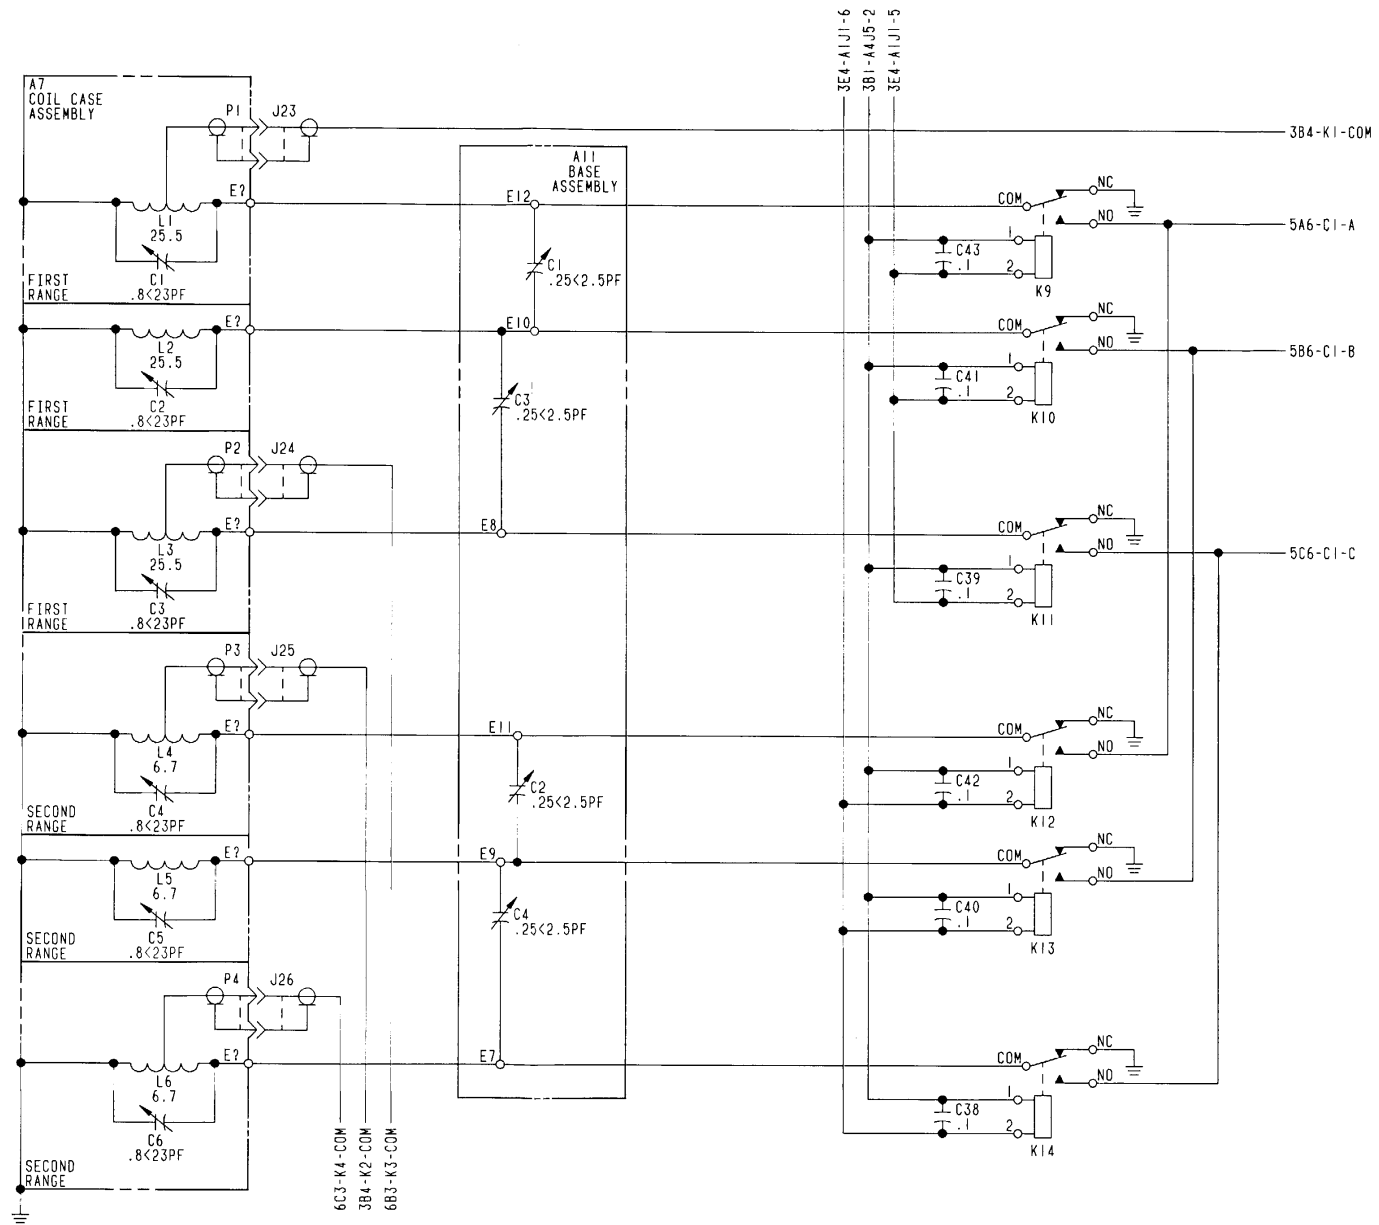 3E4-A1J1-6
3B1-A4J5-2
3E4-A1J1-5
A7
COIL CASE
ASSEMBLY
P1
J23
3B4-K1-COM
A11
BASE
ASSEMBLY
E?
E12
COM
NC
NO
5A6-C1-A
L1
25.5
C1
.8<23PF
FIRST
RANGE
C1
.25<2.5PF
C43
.1
1
2
K9
E?
E10
COM
NC
NO
5B6-C1-B
L2
25.5
C2
.8<23PF
FIRST
RANGE
C3
.25<2.5PF
C41
.1
1
2
K10
P2
J24
E?
E8
COM
NC
NO
5C6-C1-C
L3
25.5
C3
.8<23PF
FIRST
RANGE
C39
.1
1
2
K11
P3
J25
E?
E11
COM
NC
NO
L4
6.7
C4
.8<23PF
SECOND
RANGE
C2
.25<2.5PF
C42
.1
1
2
K12
E?
E9
COM
NC
NO
L5
6.7
C5
.8<23PF
SECOND
RANGE
C4
.25<2.5PF
C40
.1
1
2
K13
P4
J26
E?
E7
COM
NC
NO
L6
6.7
C6
.8<23PF
SECOND
RANGE
C38
.1
1
2
K14
6C3-K4-COM
3B4-K2-COM
6B3-K3-COM